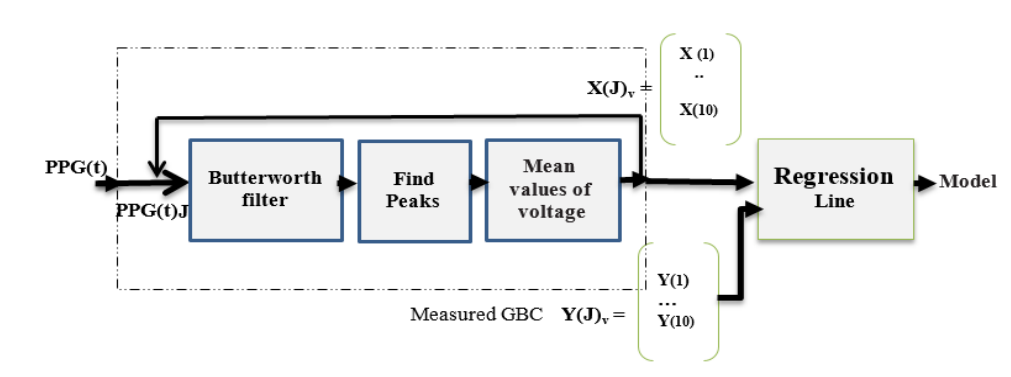 X(J)v =
X (1)
..
X(10)
PPG(t)
PPG(t)J
Butterworth
filter
Find
Peaks
Mean
values of
voltage
Regression
Line
Model
Measured GBC Y(J)v =
Y(1)
...
Y(10)